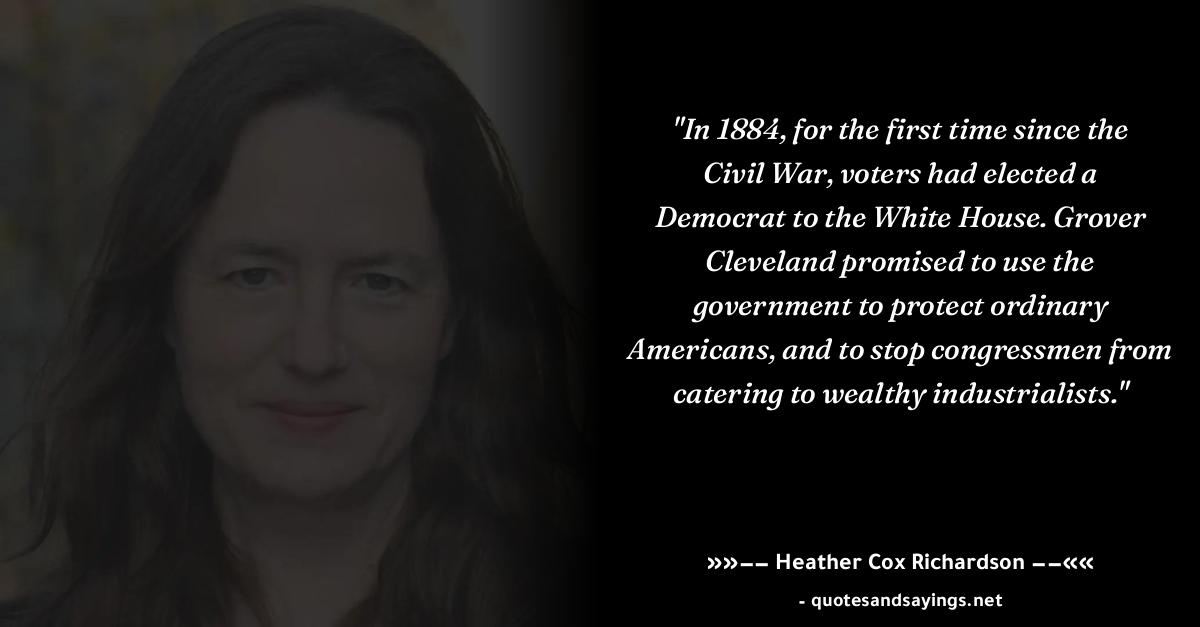 "In 1884, for the first time since the
Civil War, voters had elected a
Democrat to the White House. Grover
Cleveland promised to use the
government to protect ordinary
Americans, and to stop congressmen from
catering to wealthy industrialists."
»»−− Heather Cox Richardson −−««
- quotesandsayings.net